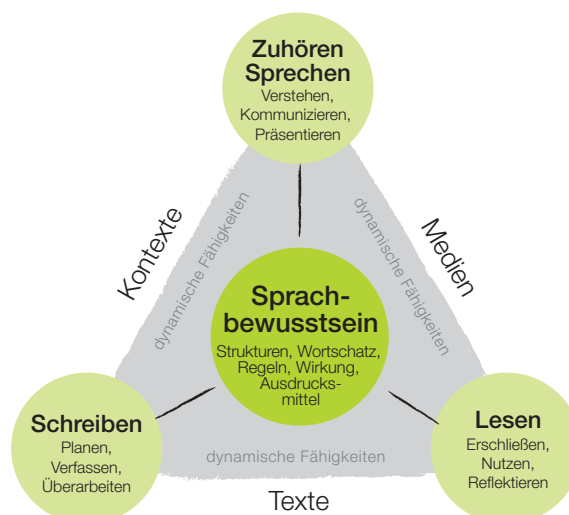 Zuhören
Sprechen
Verstehen,
Kommunizieren,
Präsentieren
Kontexte
dynamische Fähigkeiten
dynamische Fähigkeiten
Medien
Sprach-
bewusstsein
Strukturen, Wortschatz,
Regeln, Wirkung,
Ausdrucks-
mittel
Schreiben
Planen,
Verfassen,
Überarbeiten
dynamische Fähigkeiten
Lesen
Erschließen,
Nutzen,
Reflektieren
Texte